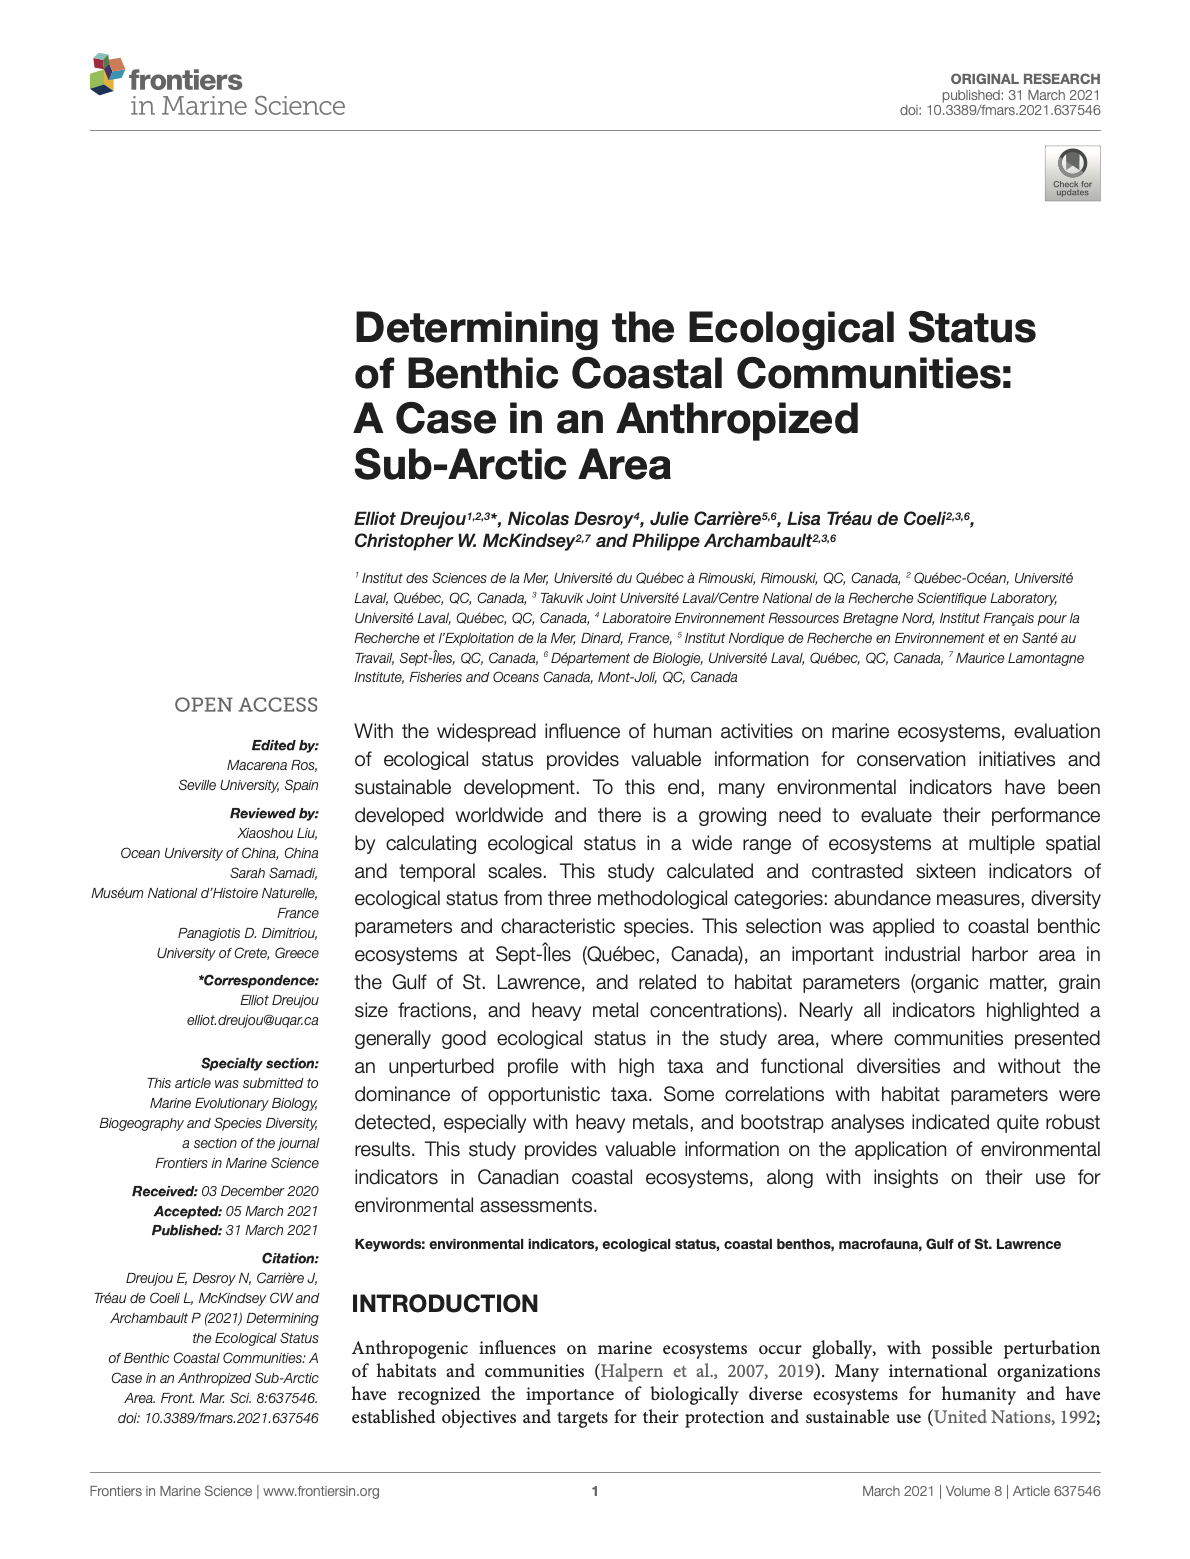 frontiers
in Marine Science
ORIGINAL RESEARCH
published: 31 March 2021
doi: 10.3389/fmars.2021.637546
Check for
updates
Determining the Ecological Status
of Benthic Coastal Communities:
A Case in an Anthropized
Sub-Arctic Area
Elliot Dreujou1,2,3*, Nicolas Desroy4, Julie Carrière5,6, Lisa Tréau de Coeli2,3,6,
Christopher W. McKindsey2,7 and Philippe Archambault2,3,6
1 Institut des Sciences de la Mer, Université du Québec à Rimouski, Rimouski, QC, Canada, 2 Québec-Océan, Université
Laval, Québec, QC, Canada, 3 Takuvik Joint Université Laval/Centre National de la Recherche Scientifique Laboratory,
Université Laval, Québec, QC, Canada, 4 Laboratoire Environnement Ressources Bretagne Nord, Institut Français pour la
Recherche et l'Exploitation de la Mer, Dinard, France, 5 Institut Nordique de Recherche en Environnement et en Santé au
Travail, Sept-Îles, QC, Canada, 6 Département de Biologie, Université Laval, Québec, QC, Canada, 7 Maurice Lamontagne
Institute, Fisheries and Oceans Canada, Mont-Joli, QC, Canada
OPEN ACCESS
Edited by:
Macarena Ros,
Seville University, Spain
Reviewed by:
Xiaoshou Liu,
Ocean University of China, China
Sarah Samadi,
Muséum National d'Histoire Naturelle,
France
Panagiotis D. Dimitriou,
University of Crete, Greece
*Correspondence:
Elliot Dreujou
elliot.dreujou@uqar.ca
Specialty section:
This article was submitted to
Marine Evolutionary Biology,
Biogeography and Species Diversity,
a section of the journal
Frontiers in Marine Science
Received: 03 December 2020
Accepted: 05 March 2021
Published: 31 March 2021
Citation:
Dreujou E, Desroy N, Carrière J,
Tréau de Coeli L, McKindsey CW and
Archambault P (2021) Determining
the Ecological Status
of Benthic Coastal Communities: A
Case in an Anthropized Sub-Arctic
Area. Front. Mar. Sci. 8:637546.
doi: 10.3389/fmars.2021.637546
With the widespread influence of human activities on marine ecosystems, evaluation
of ecological status provides valuable information for conservation initiatives and
sustainable development. To this end, many environmental indicators have been
developed worldwide and there is a growing need to evaluate their performance
by calculating ecological status in a wide range of ecosystems at multiple spatial
and temporal scales. This study calculated and contrasted sixteen indicators of
ecological status from three methodological categories: abundance measures, diversity
parameters and characteristic species. This selection was applied to coastal benthic
ecosystems at Sept-Îles (Québec, Canada), an important industrial harbor area in
the Gulf of St. Lawrence, and related to habitat parameters (organic matter, grain
size fractions, and heavy metal concentrations). Nearly all indicators highlighted a
generally good ecological status in the study area, where communities presented
an unperturbed profile with high taxa and functional diversities and without the
dominance of opportunistic taxa. Some correlations with habitat parameters were
detected, especially with heavy metals, and bootstrap analyses indicated quite robust
results. This study provides valuable information on the application of environmental
indicators in Canadian coastal ecosystems, along with insights on their use for
environmental assessments.
Keywords: environmental indicators, ecological status, coastal benthos, macrofauna, Gulf of St. Lawrence
INTRODUCTION
Anthropogenic influences on marine ecosystems occur globally, with possible perturbation
of habitats and communities (Halpern et al., 2007, 2019). Many international organizations
have recognized the importance of biologically diverse ecosystems for humanity and have
established objectives and targets for their protection and sustainable use (United Nations, 1992;
Frontiers in Marine Science | www.frontiersin.org
1
March 2021 | Volume 8 | Article 637546